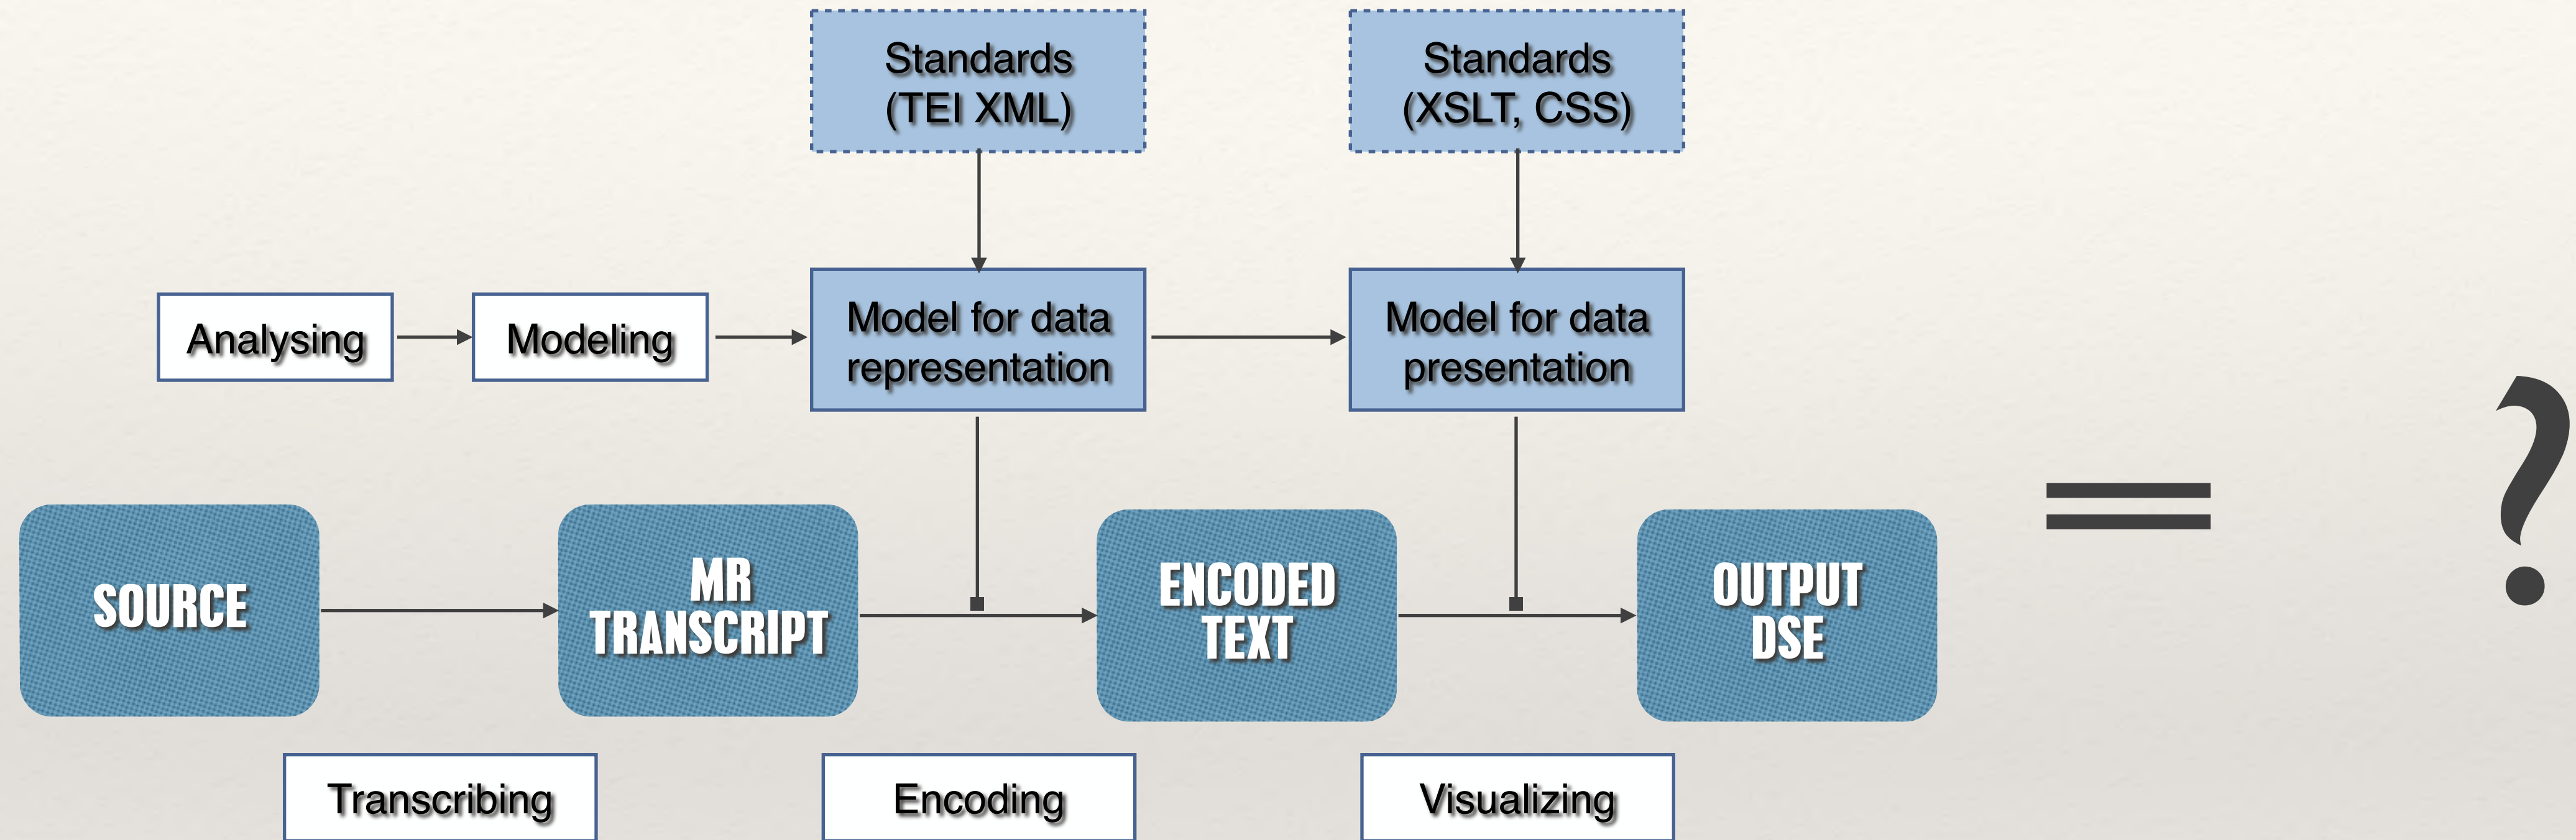 Standards
(TEI XML)
Standards
(XSLT, CSS)
Analysing
Modeling
Model for data
representation
Model for data
presentation
=
?
SOURCE
MR
TRANSCRIPT
ENCODED
TEXT
OUTPUT
DSE
Transcribing
Encoding
Visualizing